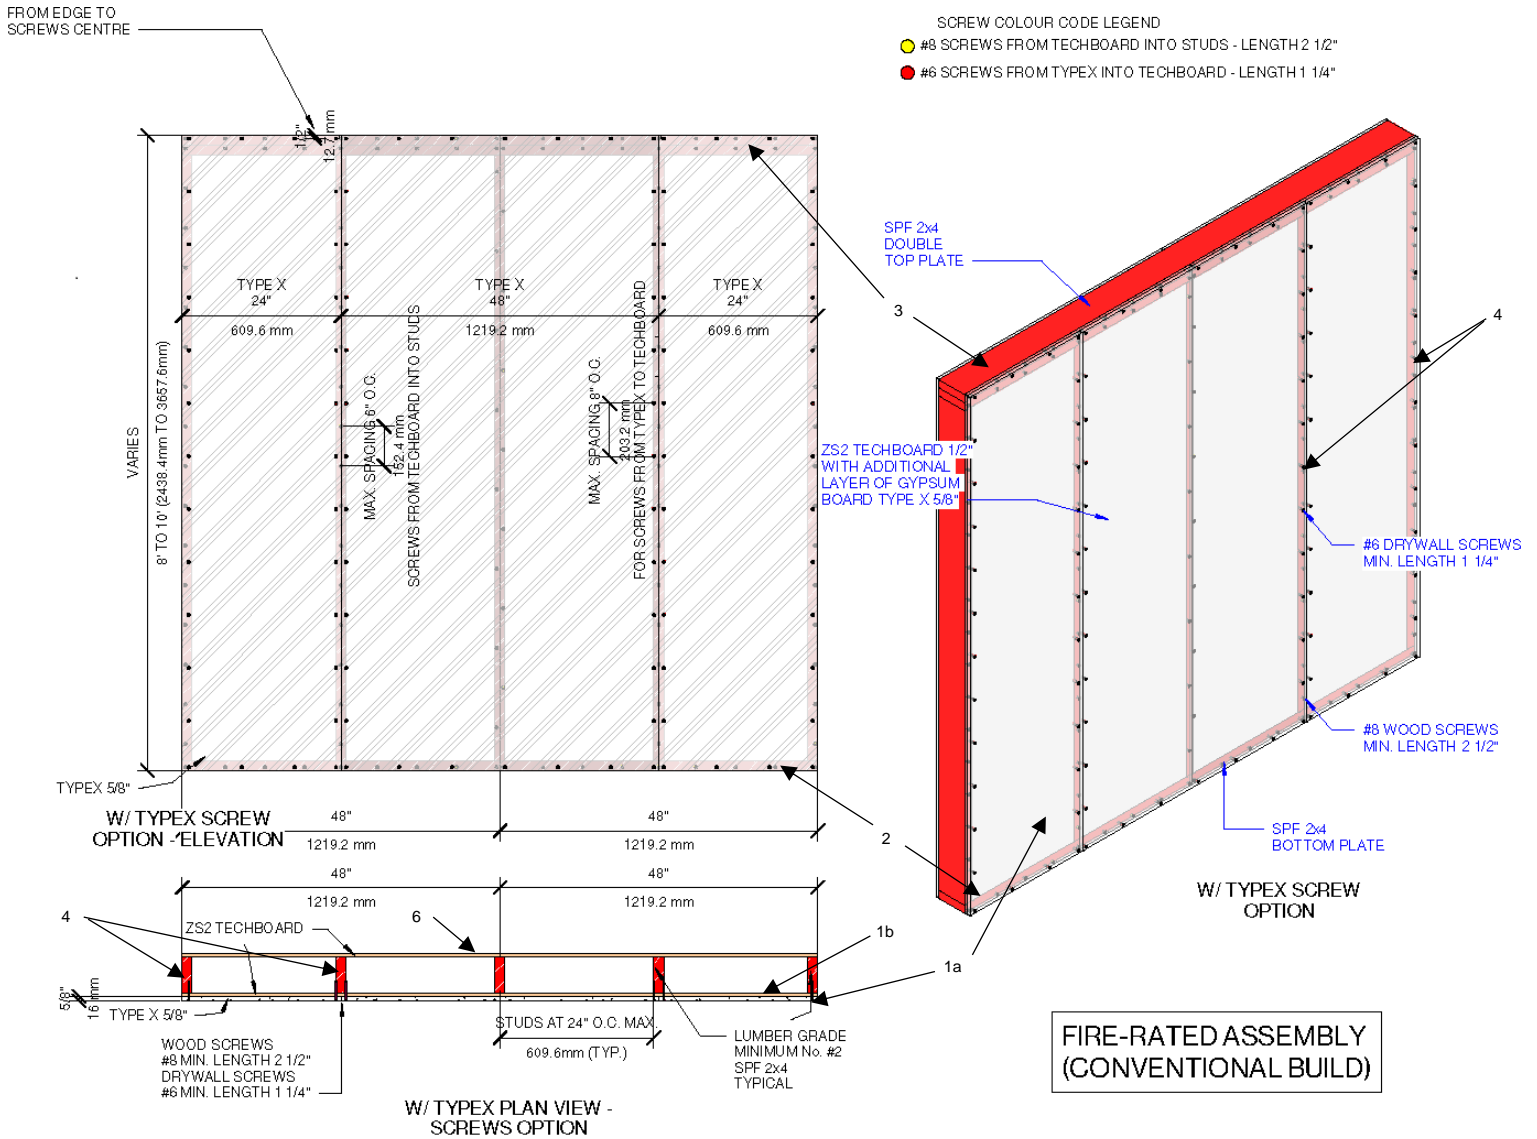 FROM EDGE TO
SCREWS CENTRE
SCREW COLOUR CODE LEGEND
#8 SCREWS FROM TECHBOARD INTO STUDS - LENGTH 2 1/2"
#6 SCREWS FROM TYPEX INTO TECHBOARD - LENGTH 1 1/4"
1/2"
12.7 mm
VARIES
8' TO 10' (2438.4mm TO 3657.6mm)
TYPE X
24"
609.6 mm
TYPE X
48"
1219.2 mm
TYPE X
24"
609.6 mm
MAX. SPACING 6" O.C.
152.4 mm
SCREWS FROM TECHBOARD INTO STUDS
MAX. SPACING 8" O.C.
203.2 mm
FOR SCREWS FROM TYPEX TO TECHBOARD
TYPEX 5/8"
W/ TYPEX SCREW
OPTION - ELEVATION
48"
1219.2 mm
48"
1219.2 mm
SPF 2x4
DOUBLE
TOP PLATE
3
4
ZS2 TECHBOARD 1/2"
WITH ADDITIONAL
LAYER OF GYPSUM
BOARD TYPE X 5/8"
#6 DRYWALL SCREWS
MIN. LENGTH 1 1/4"
#8 WOOD SCREWS
MIN. LENGTH 2 1/2"
SPF 2x4
BOTTOM PLATE
2
W/ TYPEX SCREW
OPTION
48"
1219.2 mm
48"
1219.2 mm
4
ZS2 TECHBOARD
6
1b
1a
5/8"
16 mm
TYPE X 5/8"
STUDS AT 24" O.C. MAX.
609.6mm (TYP.)
WOOD SCREWS
#8 MIN. LENGTH 2 1/2"
DRYWALL SCREWS
#6 MIN. LENGTH 1 1/4"
LUMBER GRADE
MINIMUM No. #2
SPF 2x4
TYPICAL
W/ TYPEX PLAN VIEW -
SCREWS OPTION
FIRE-RATED ASSEMBLY
(CONVENTIONAL BUILD)